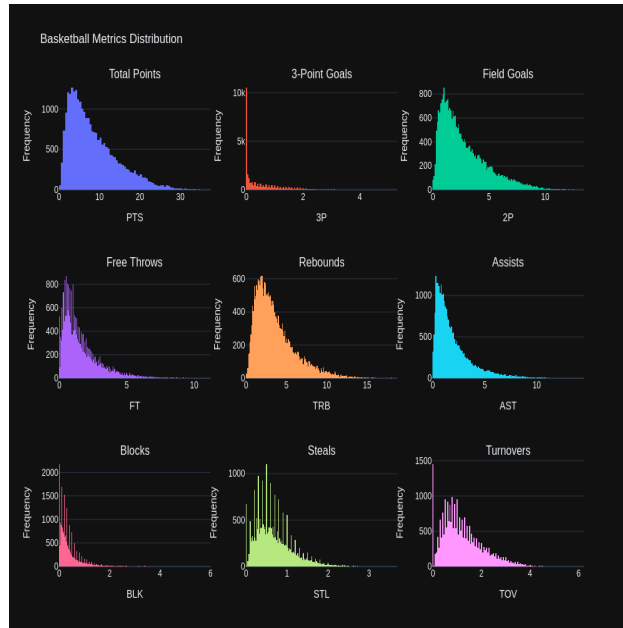 Basketball Metrics Distribution
Total Points
3-Point Goals
Field Goals
Frequency
1000
500
0
0
10
20
30
PTS
Frequency
10k
5k
0
0
2
4
3P
Frequency
800
600
400
200
0
0
5
10
2P
Free Throws
Rebounds
Assists
Frequency
800
600
400
200
0
0
5
10
FT
Frequency
600
400
200
0
0
5
10
15
TRB
Frequency
1000
500
0
0
5
10
AST
Blocks
Steals
Turnovers
Frequency
2000
1500
1000
500
0
0
2
4
6
BLK
Frequency
1000
500
0
0
1
2
3
STL
Frequency
1500
1000
500
0
0
2
4
6
TOV